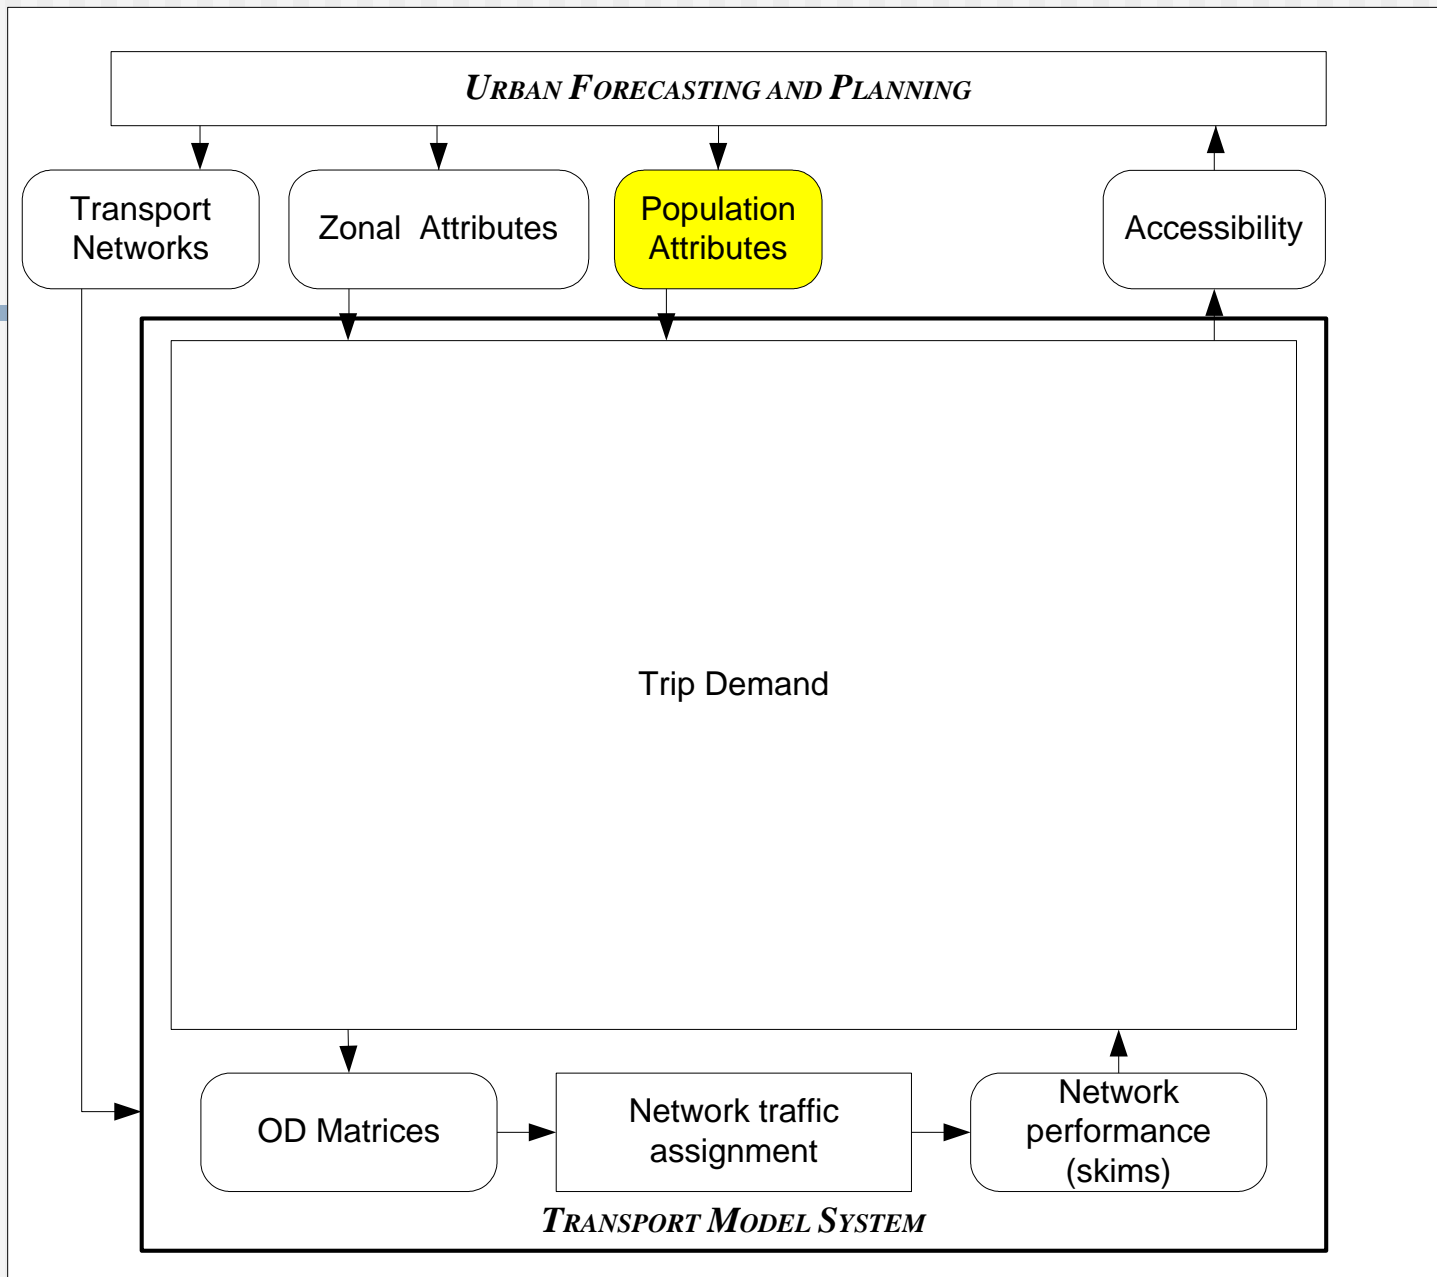 URBAN FORECASTING AND PLANNING
Transport
Networks
Zonal Attributes
Population
Attributes
Accessibility
Trip Demand
OD Matrices
Network traffic
assignment
Network
performance
(skims)
TRANSPORT MODEL SYSTEM